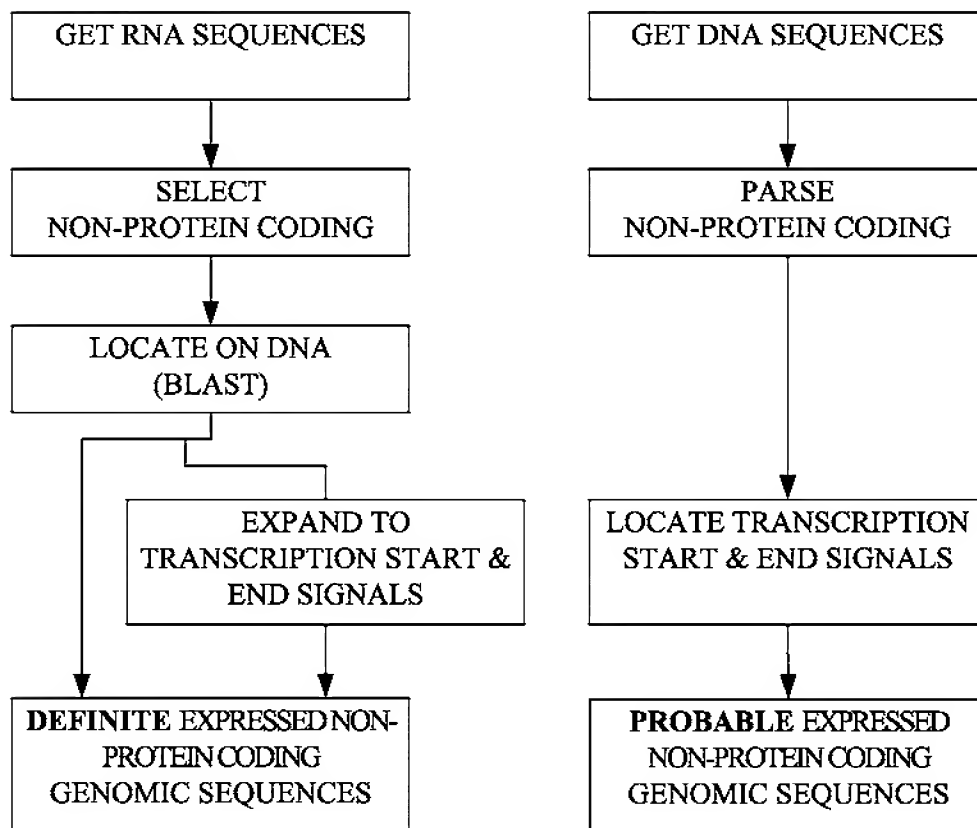 GET RNA SEQUENCES
GET DNA SEQUENCES
SELECT
NON-PROTEIN CODING
PARSE
NON-PROTEIN CODING
LOCATE ON DNA
(BLAST)
EXPAND TO
TRANSCRIPTION START &
END SIGNALS
LOCATE TRANSCRIPTION
START & END SIGNALS
DEFINITE EXPRESSED NON-
PROTEIN CODING
GENOMIC SEQUENCES
PROBABLE EXPRESSED
NON-PROTEIN CODING
GENOMIC SEQUENCES